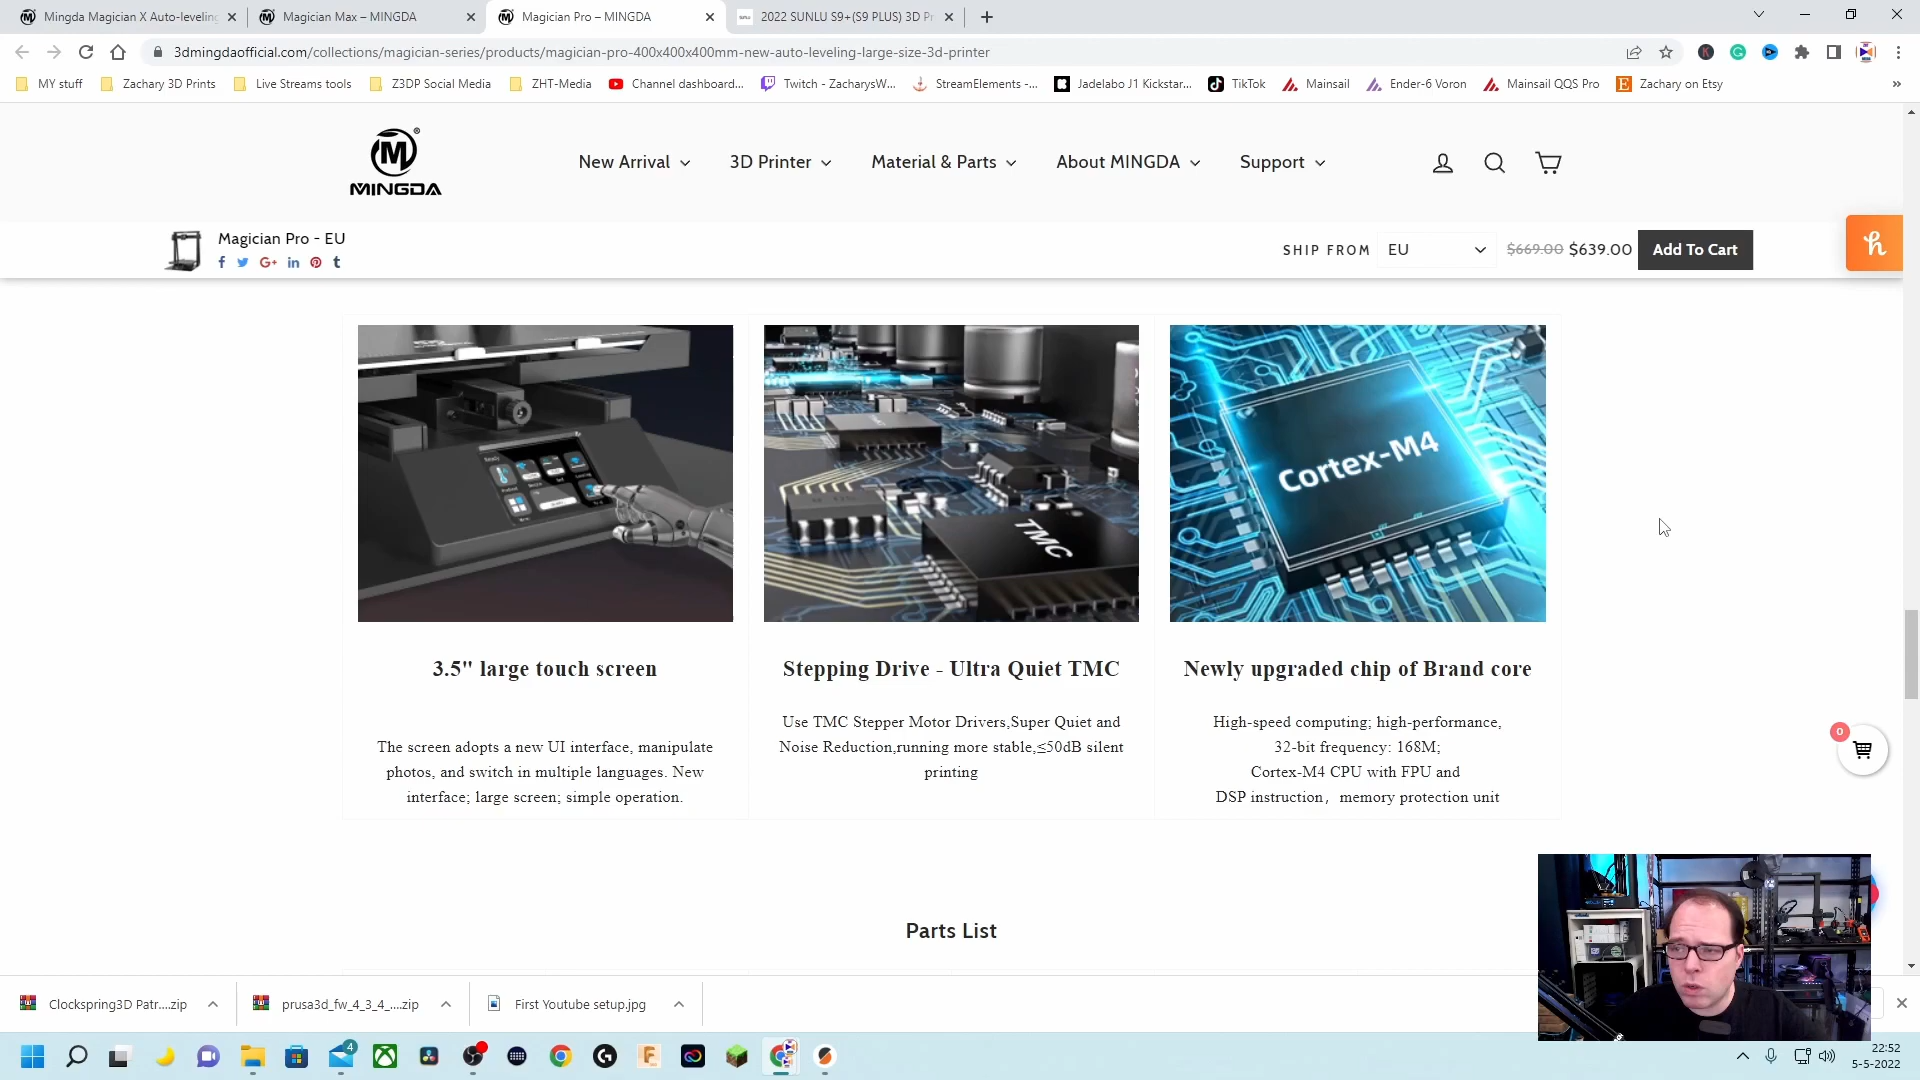 Mingda Magician X Auto-leveling
Magician Max – MINGDA
Magician Pro – MINGDA
2022 SUNLU S9+(S9 PLUS) 3D Pr
3dmingdaofficial.com/collections/magician-series/products/magician-pro-400x400x400mm-new-auto-leveling-large-size-3d-printer
MY stuff
Zachary 3D Prints
Live Streams tools
Z3DP Social Media
ZHT-Media
Channel dashboard...
Twitch - ZacharysW...
StreamElements -...
Jadelabo J1 Kickstar...
TikTok
Mainsail
Ender-6 Voron
Mainsail QQS Pro
Zachary on Etsy
»
M
MINGDA
New Arrival
3D Printer
Material & Parts
About MINGDA
Support
Magician Pro - EU
SHIP FROM
EU
$669.00 $639.00
Add To Cart
TMC
Cortex-M4
3.5" large touch screen
The screen adopts a new UI interface, manipulate
photos, and switch in multiple languages. New
interface; large screen; simple operation.
Stepping Drive - Ultra Quiet TMC
Use TMC Stepper Motor Drivers,Super Quiet and
Noise Reduction,running more stable,≤50dB silent
printing
Newly upgraded chip of Brand core
High-speed computing; high-performance,
32-bit frequency: 168M;
Cortex-M4 CPU with FPU and
DSP instruction，memory protection unit
0
Parts List
Clockspring3D Patr....zip
prusa3d_fw_4_3_4_....zip
First Youtube setup.jpg
4
22:52
5-5-2022